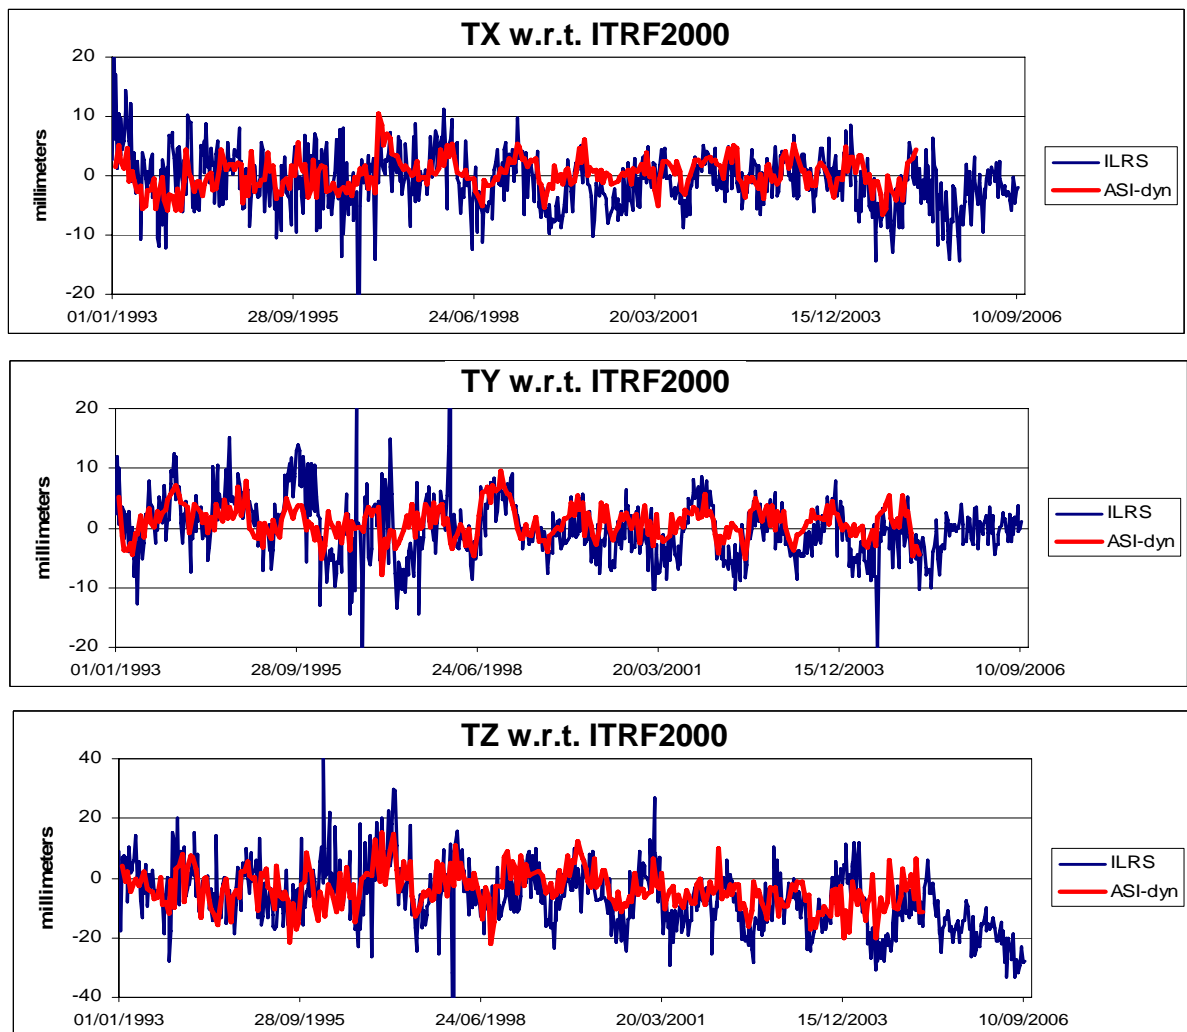 TX w.r.t. ITRF2000
20
10
0
-10
-20
millimeters
01/01/1993 28/09/1995 24/06/1998 20/03/2001 15/12/2003 10/09/2006
ILRS
ASI-dyn
TY w.r.t. ITRF2000
20
10
0
-10
-20
millimeters
01/01/1993 28/09/1995 24/06/1998 20/03/2001 15/12/2003 10/09/2006
ILRS
ASI-dyn
TZ w.r.t. ITRF2000
40
20
0
-20
-40
millimeters
01/01/1993 28/09/1995 24/06/1998 20/03/2001 15/12/2003 10/09/2006
ILRS
ASI-dyn